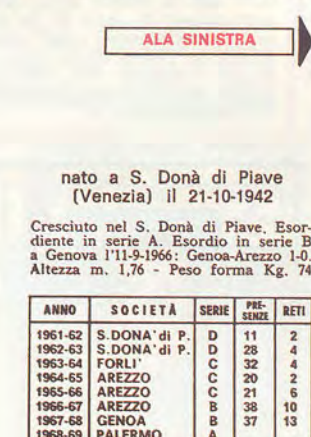 ALA SINISTRA
nato a S. Donà di Piave
(Venezia) il 21-10-1942
Cresciuto nel S. Donà di Piave. Esor-
diente in serie A. Esordio in serie B
a Genova l'11-9-1966: Genoa-Arezzo 1-0.
Altezza m. 1,76 - Peso forma Kg. 74
ANNO SOCIETÀ SERIE PRE-SENZE RETI
1961-62 S.DONA' di P. D 11 2
1962-63 S.DONA' di P. D 28 4
1963-64 FORLI' C 32 4
1964-65 AREZZO C 20 2
1965-66 AREZZO C 21 6
1966-67 AREZZO B 38 10
1967-68 GENOA B 37 13
1968-69 PALERMO A